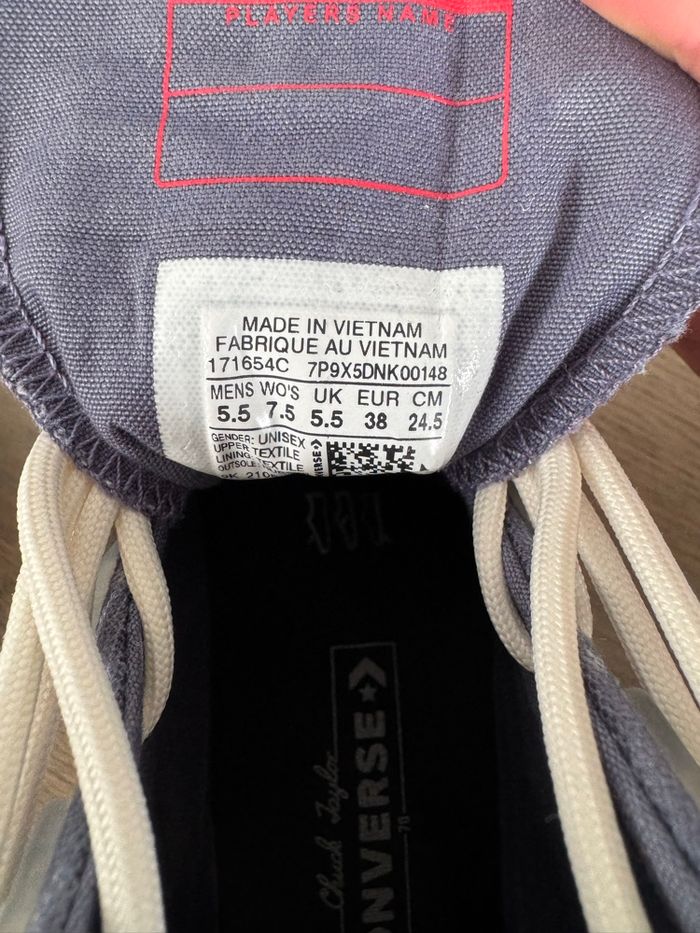 PLAYERS NAME
MADE IN VIETNAM
FABRIQUE AU VIETNAM
171654C 7P9X5DNK00148
MENS WO'S UK EUR CM
5.5 7.5 5.5 38 24.5
GENDER: UNISEX
UPPER TEXTILE
LINING TEXTILE
OUTSOLE
CONVERSE
Chuck Taylor
CONVERSE
-70-